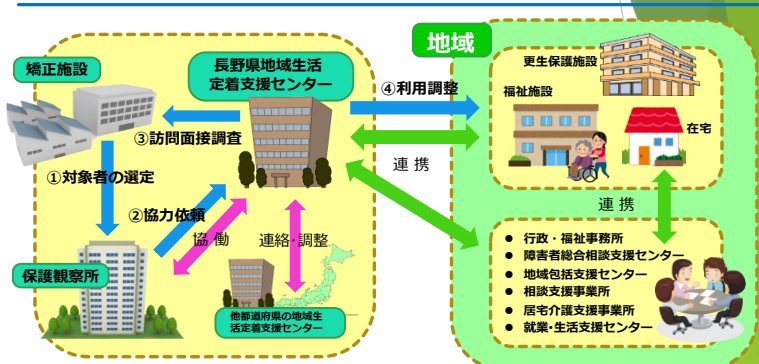 矯正施設
長野県地域生活
定着支援センター
④利用調整
③訪問面接調査
①対象者の選定
②協力依頼
協 働
連絡・調整
保護観察所
他都道府県の地域生
活定着支援センター
連 携
地域
更生保護施設
福祉施設
在宅
連 携
● 行政・福祉事務所
● 障害者総合相談支援センター
● 地域包括支援センター
● 相談支援事業所
● 居宅介護支援事業所
● 就業・生活支援センター